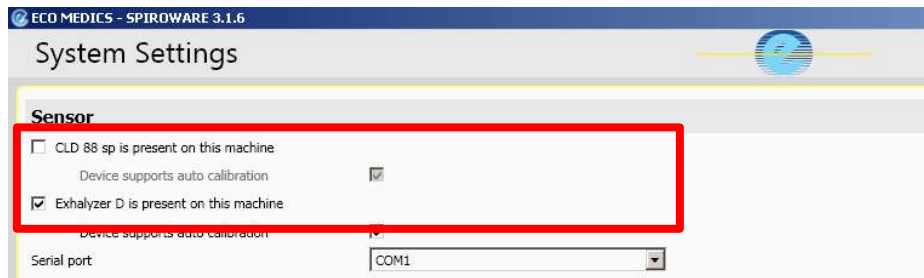 ECO MEDICS - SPIROWARE 3.1.6
System Settings
Sensor
CLD 88 sp is present on this machine
Device supports auto calibration
Exhalyzer D is present on this machine
Device supports auto calibration
Serial port COM1